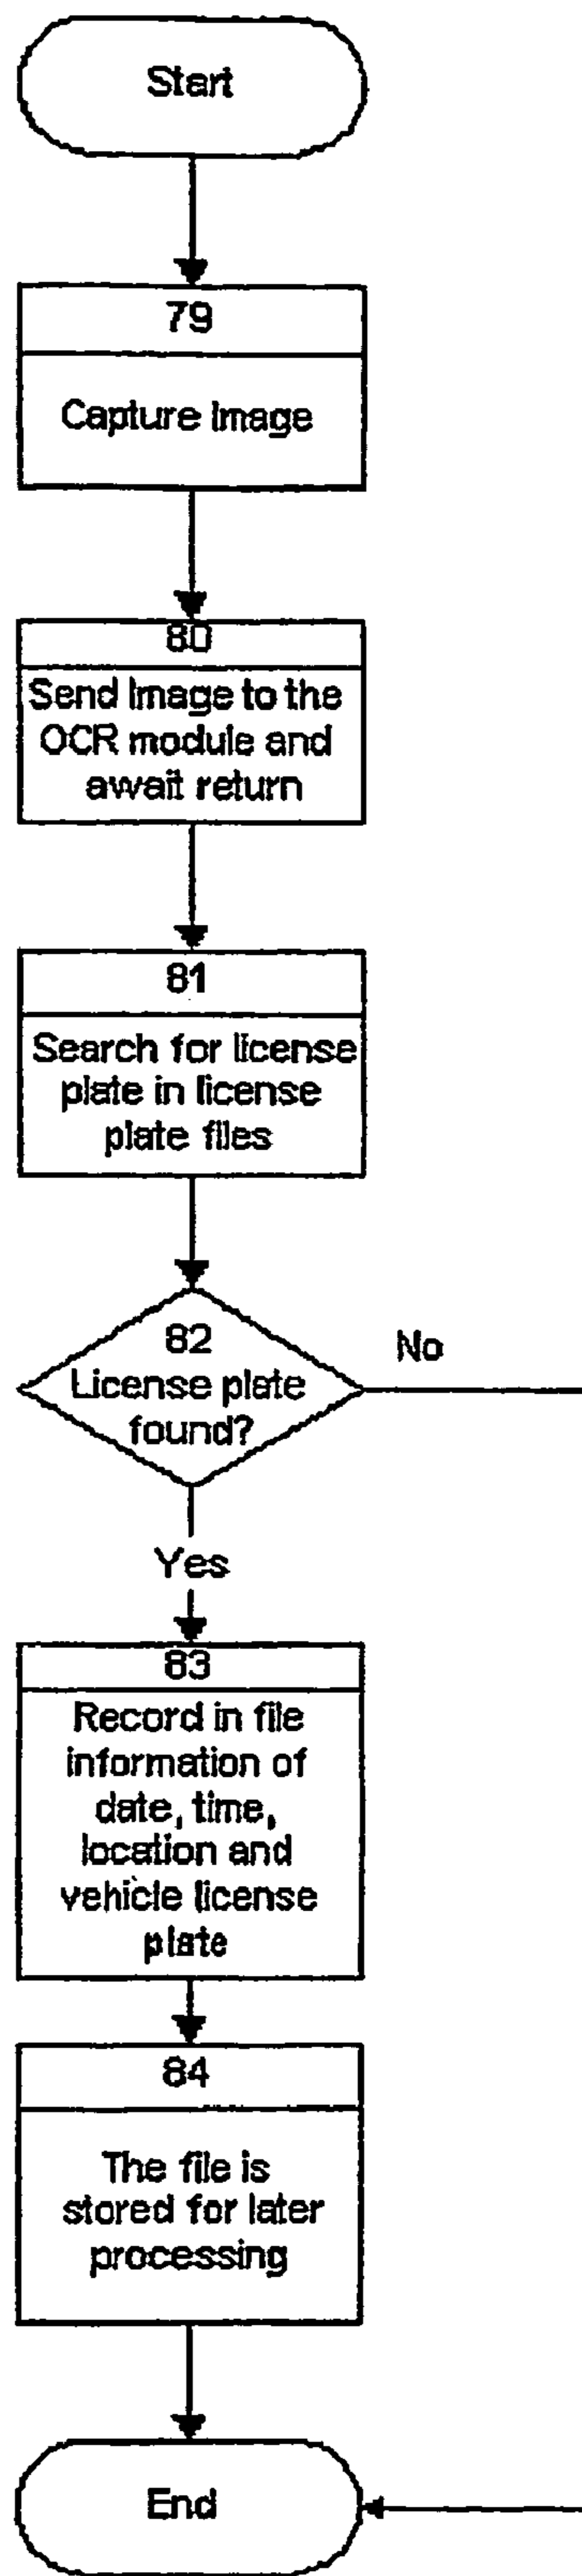 Start
79
Capture Image
80
Send Image to the
OCR module and
await return
81
Search for license
plate in license
plate files
82
License plate
found?
No
Yes
83
Record in file
information of
date, time,
location and
vehicle license
plate
84
The file is
stored for later
processing
End